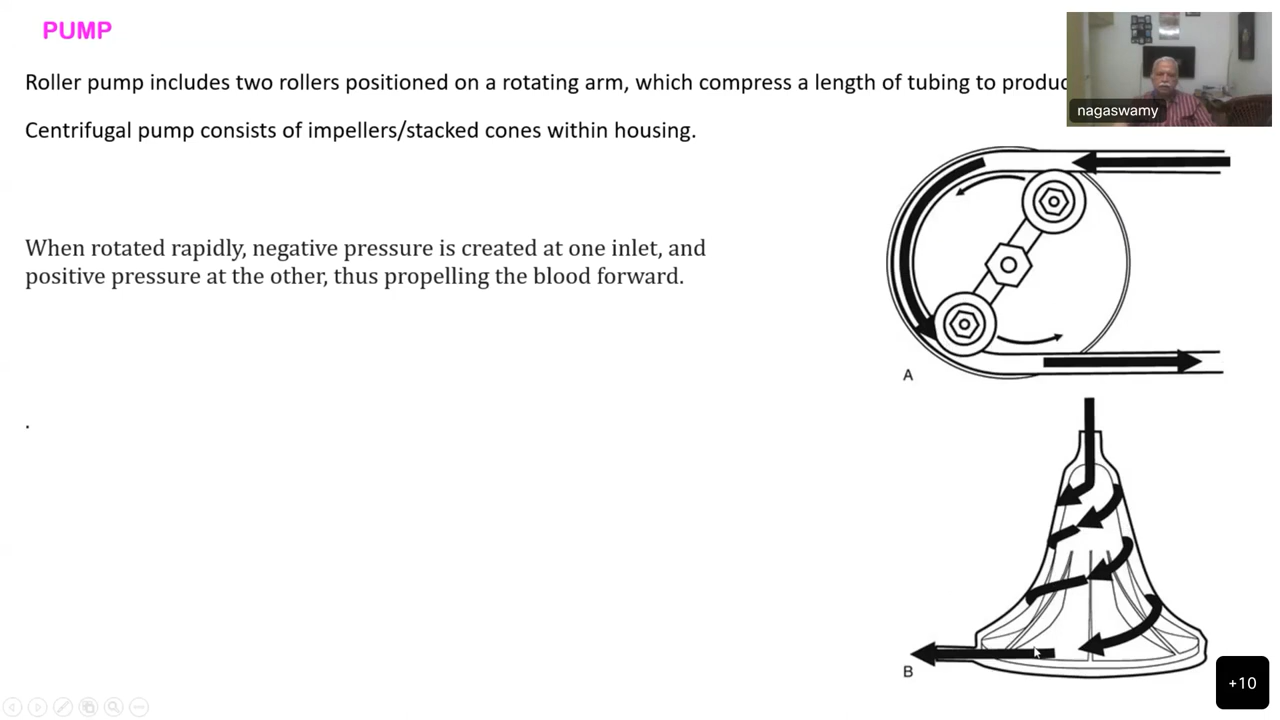 PUMP
Roller pump includes two rollers positioned on a rotating arm, which compress a length of tubing to
nagaswamy
Centrifugal pump consists of impellers/stacked cones within housing.
When rotated rapidly, negative pressure is created at one inlet, and
positive pressure at the other, thus propelling the blood forward.
A
.
B
+10